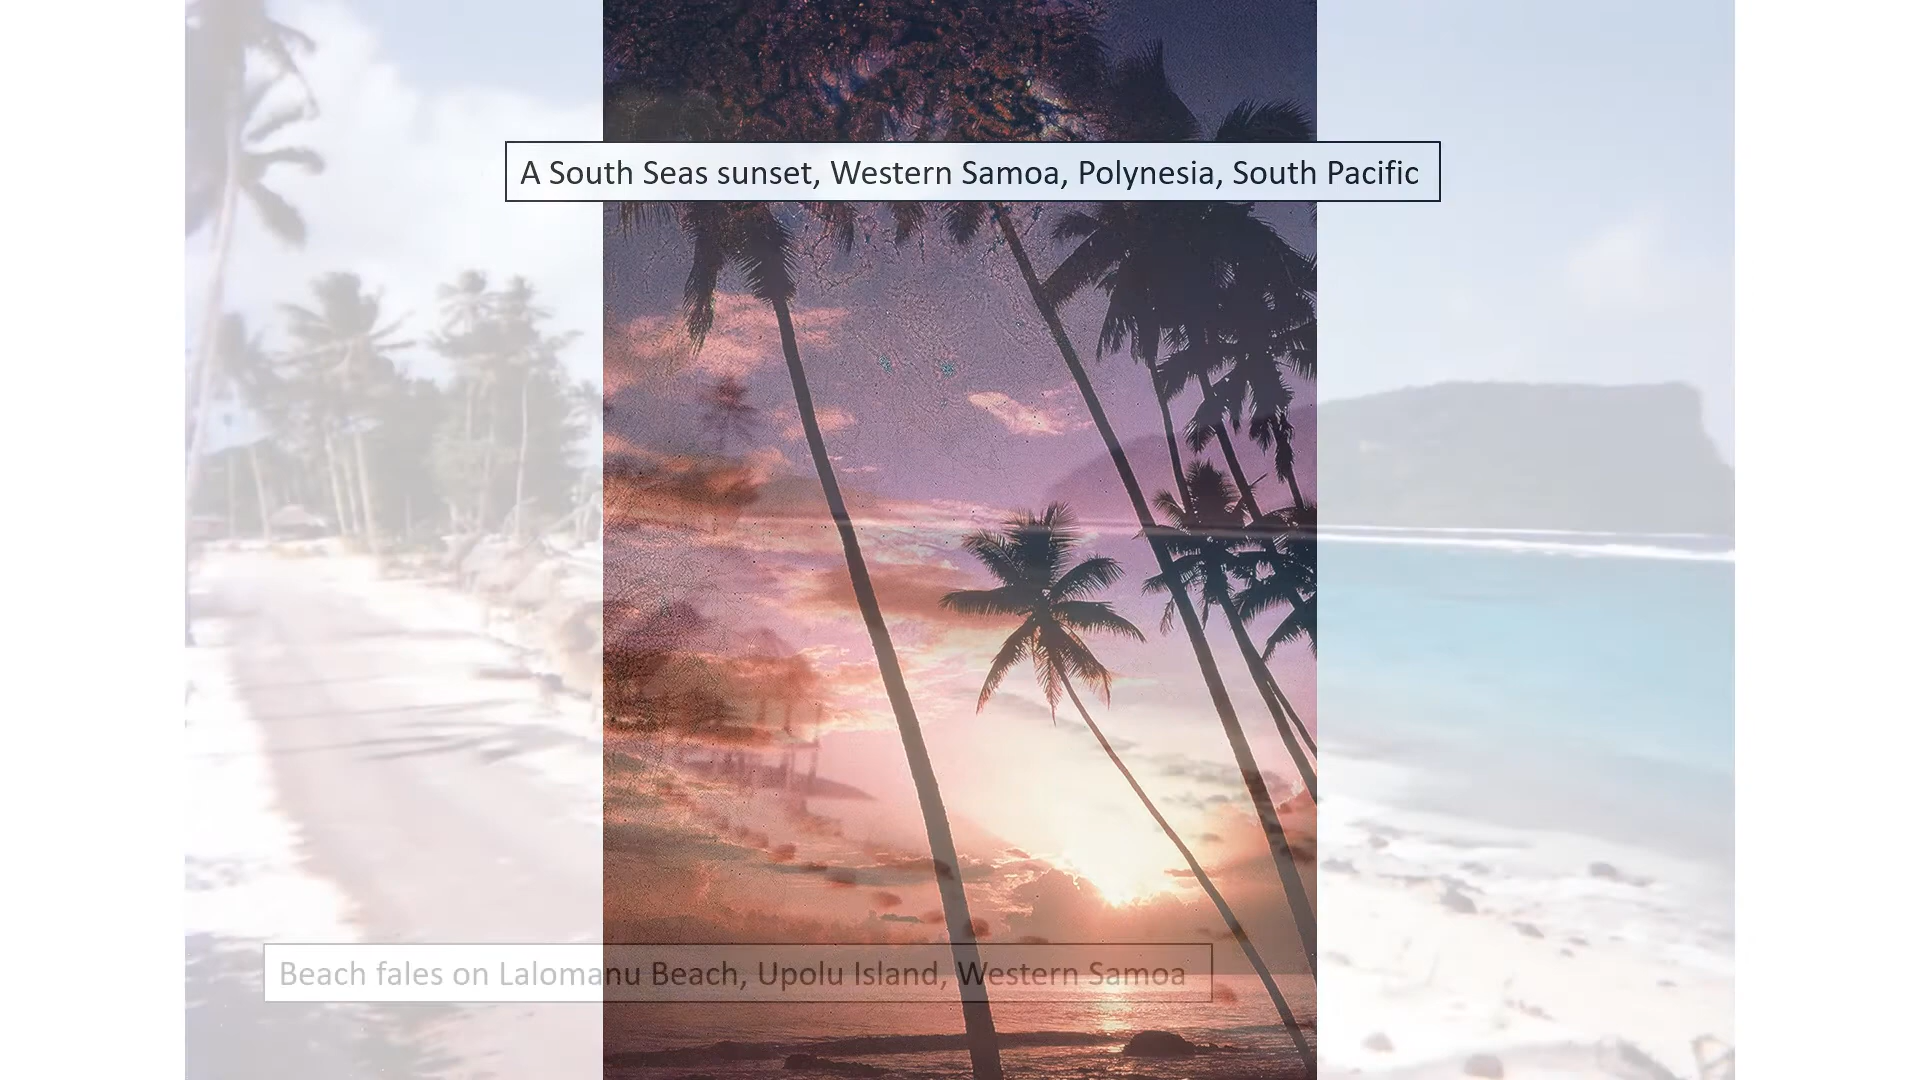 A South Seas sunset, Western Samoa, Polynesia, South Pacific
Beach fales on Lalomanu Beach, Upolu Island, Western Samoa